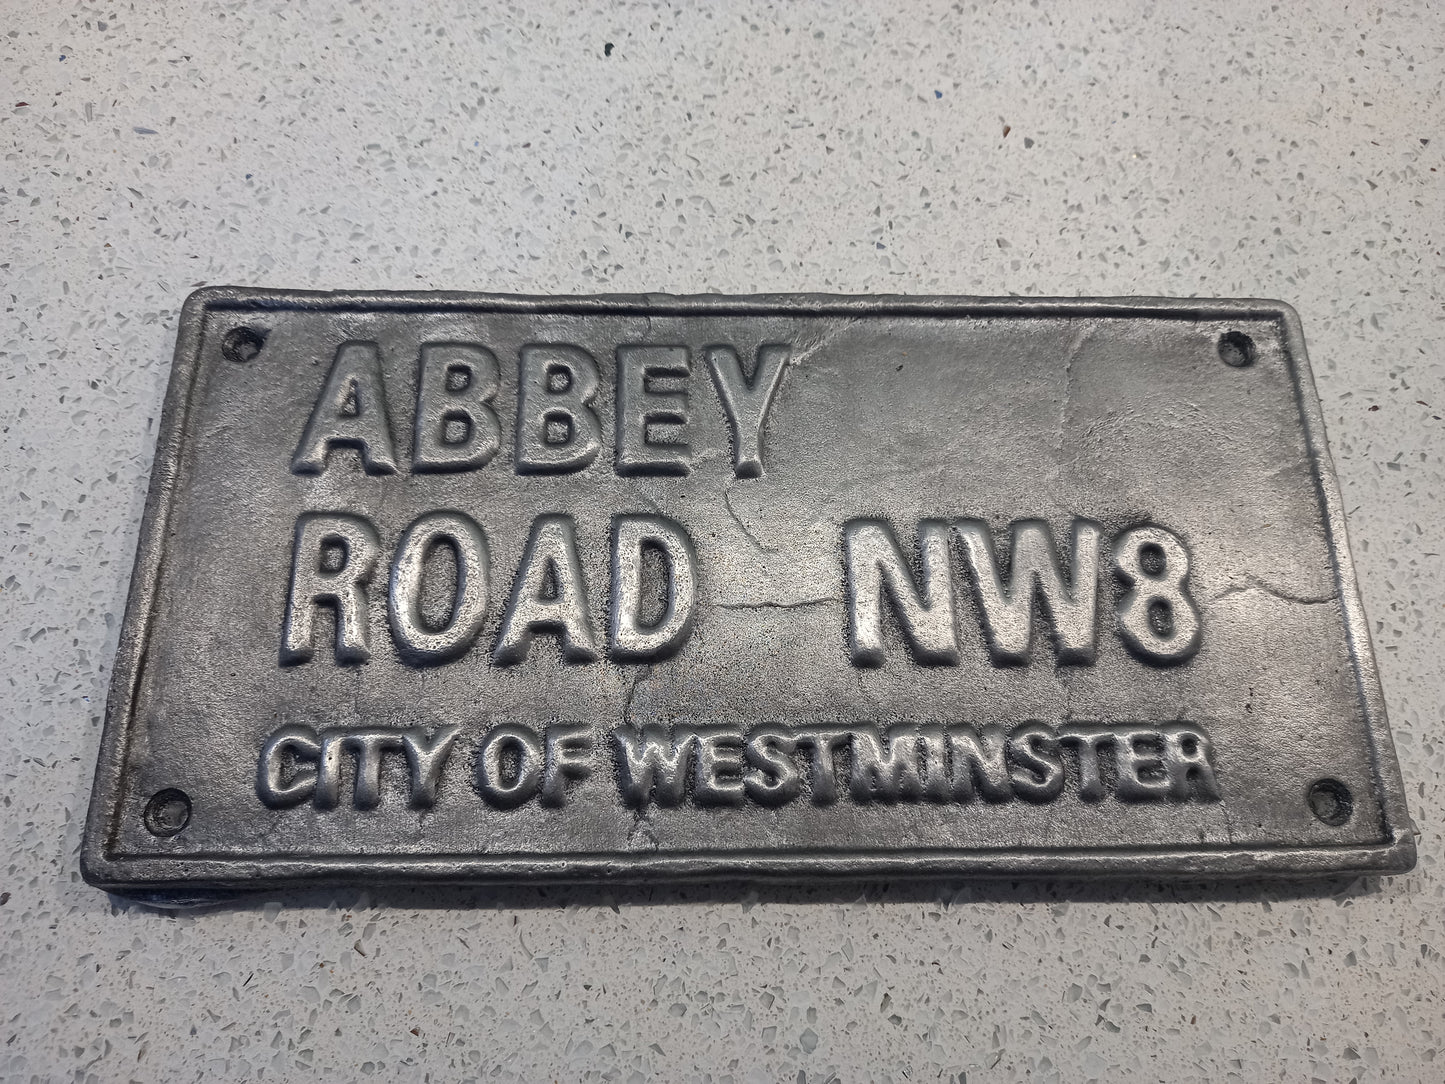 ABBEY
ROAD NW8
CITY OF WESTMINSTER